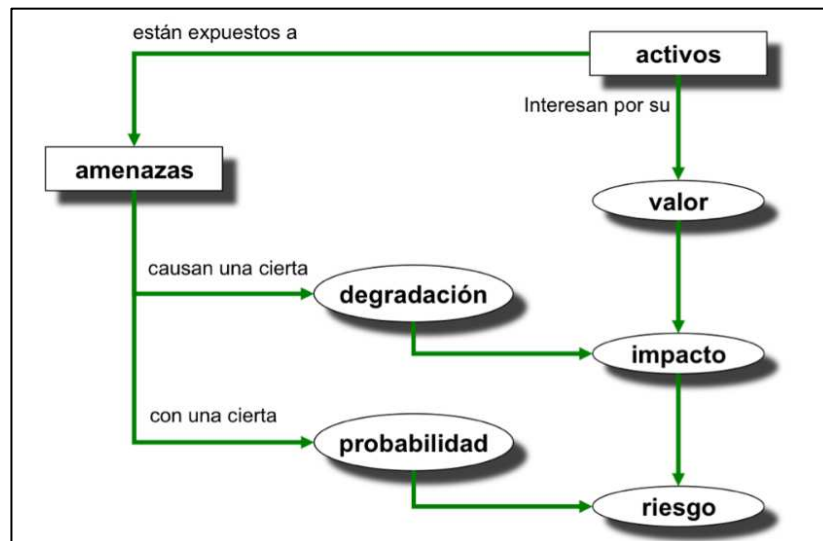 están expuestos a
activos
Interesan por su
amenazas
valor
causan una cierta
degradación
impacto
con una cierta
probabilidad
riesgo